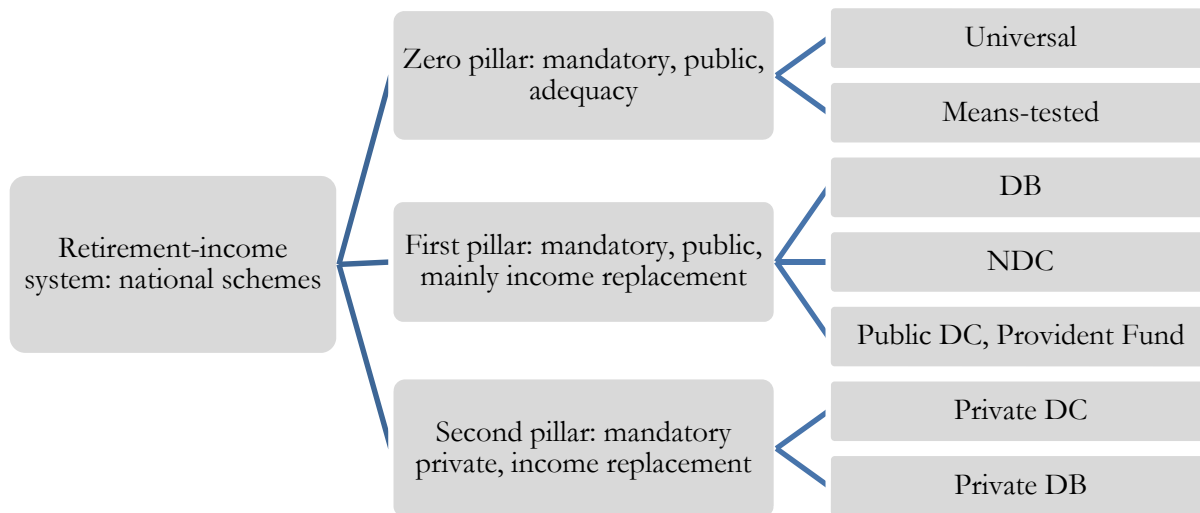 Retirement-income
system: national schemes
Zero pillar: mandatory, public,
adequacy
Universal
Means-tested
First pillar: mandatory, public,
mainly income replacement
DB
NDC
Public DC, Provident Fund
Second pillar: mandatory
private, income replacement
Private DC
Private DB